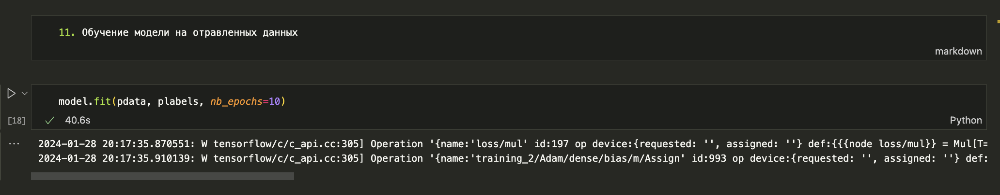 11. Обучение модели на отравленных данных
markdown
model.fit(pdata, plabels, nb_epochs=10)
[18]
40.6s
Python
2024-01-28 20:17:35.870551: W tensorflow/c/c_api.cc:305] Operation '{name:'loss/mul' id:197 op device:{requested: '', assigned: ''} def:{{{node loss/mul}} = Mul[T=
2024-01-28 20:17:35.910139: W tensorflow/c/c_api.cc:305] Operation '{name:'training_2/Adam/dense/bias/m/Assign' id:993 op device:{requested: '', assigned: ''} def: